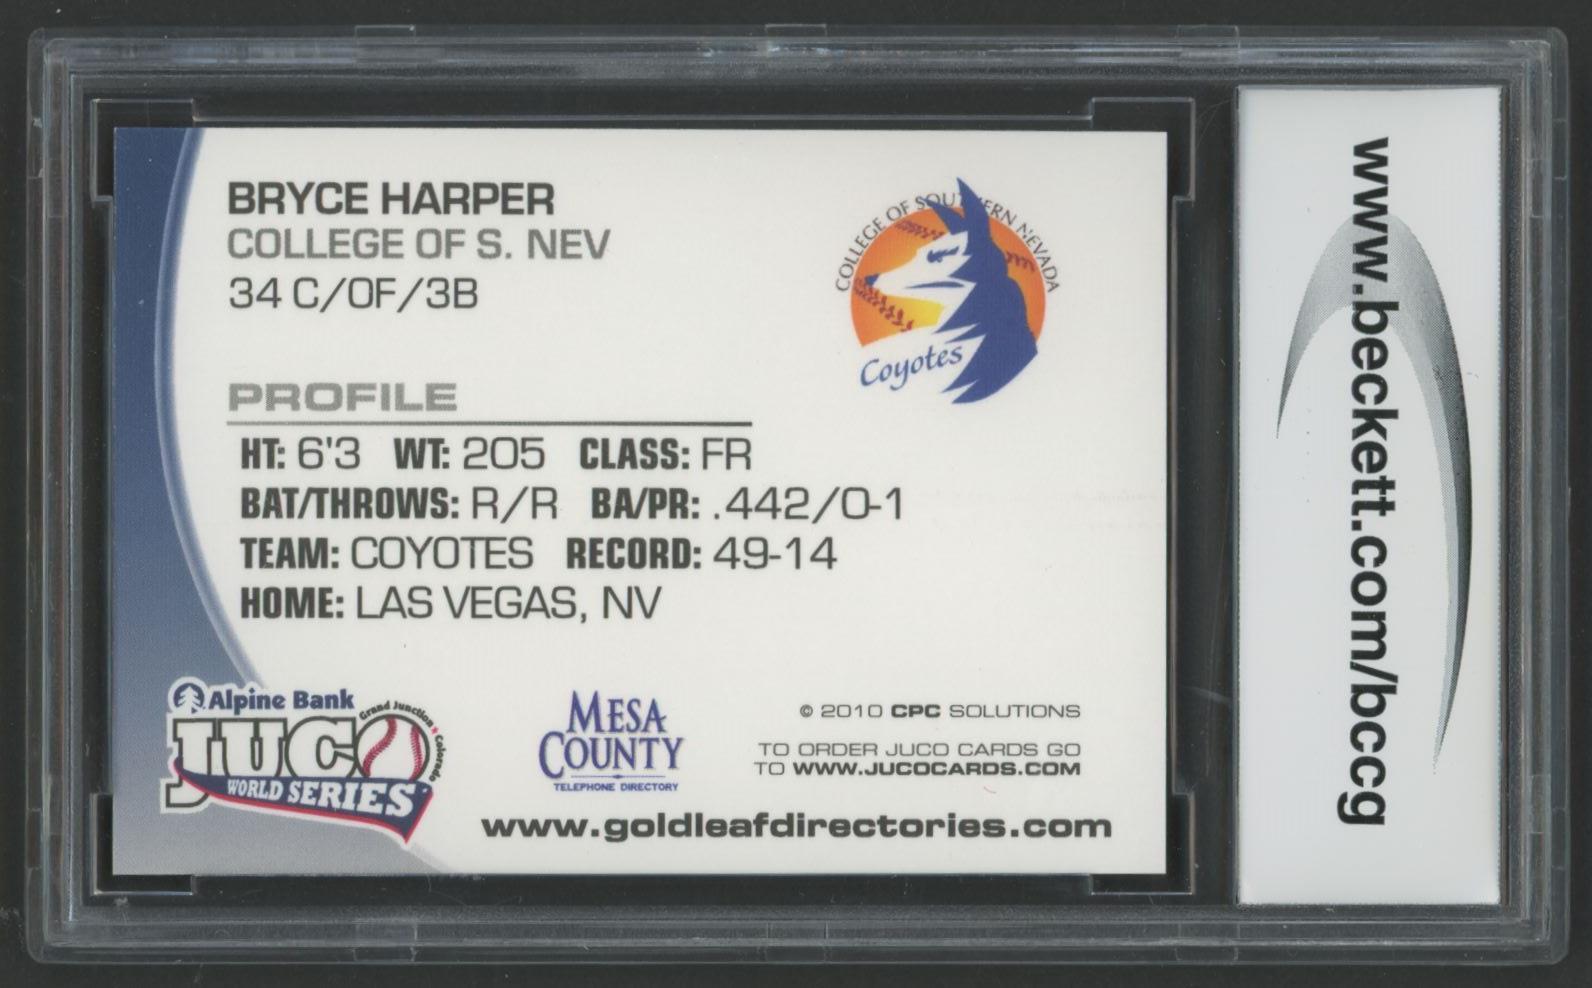 BRYCE HARPER
COLLEGE OF S. NEV
34 C/OF/3B
COLLEGE OF SOUTHERN NEVADA
Coyotes
PROFILE
HT: 6'3 WT: 205 CLASS: FR
BAT/THROWS: R/R BA/PR: .442/0-1
TEAM: COYOTES RECORD: 49-14
HOME: LAS VEGAS, NV
Alpine Bank
Grand Junction Colorado
JUCO
WORLD SERIES
MESA
COUNTY
TELEPHONE DIRECTORY
© 2010 CPC SOLUTIONS
TO ORDER JUCO CARDS GO
TO WWW.JUCOCARDS.COM
www.goldleafdirectories.com
www.beckett.com/bccg